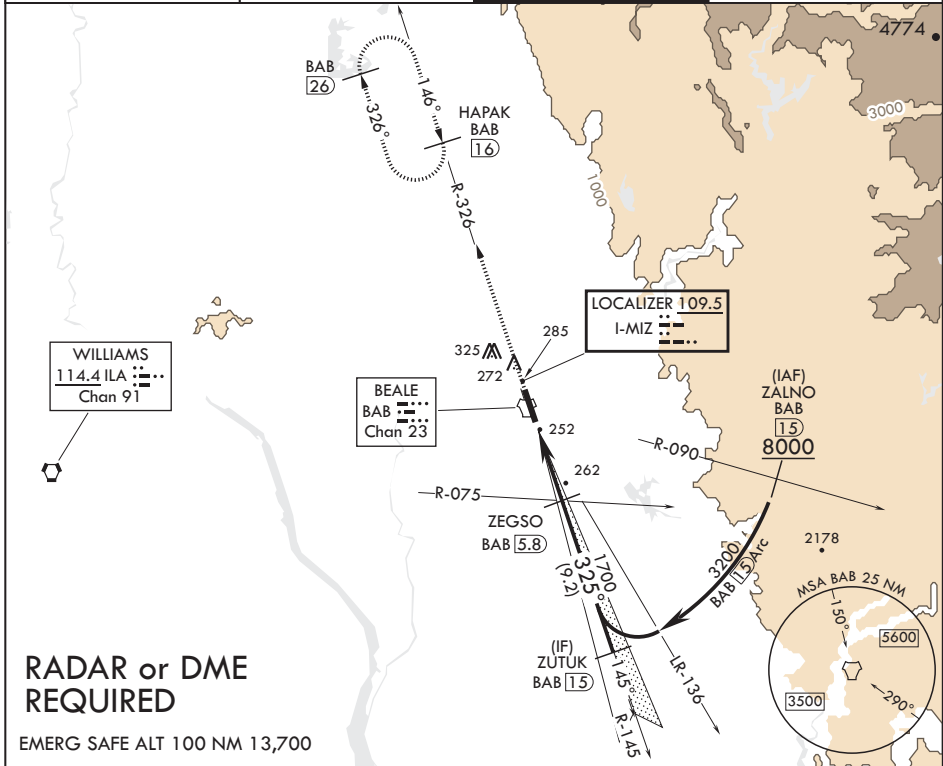 4774
BAB
26
146°
326°
HAPAK
BAB
16
3000
1000
R-326
LOCALIZER 109.5
I-MIZ
285
325
272
WILLIAMS
114.4 ILA
Chan 91
BEALE
BAB
Chan 23
252
(IAF)
ZALNO
BAB
15
8000
R-090
262
R-075
ZEGSO
BAB 5.8
2178
3200
BAB 15 Arc
1700
325°
(9.2)
MSA BAB 25 NM
150°
5600
3500
290°
(IF)
ZUTUK
BAB 15
145°
LR-136
R-145
RADAR or DME
REQUIRED
EMERG SAFE ALT 100 NM 13,700